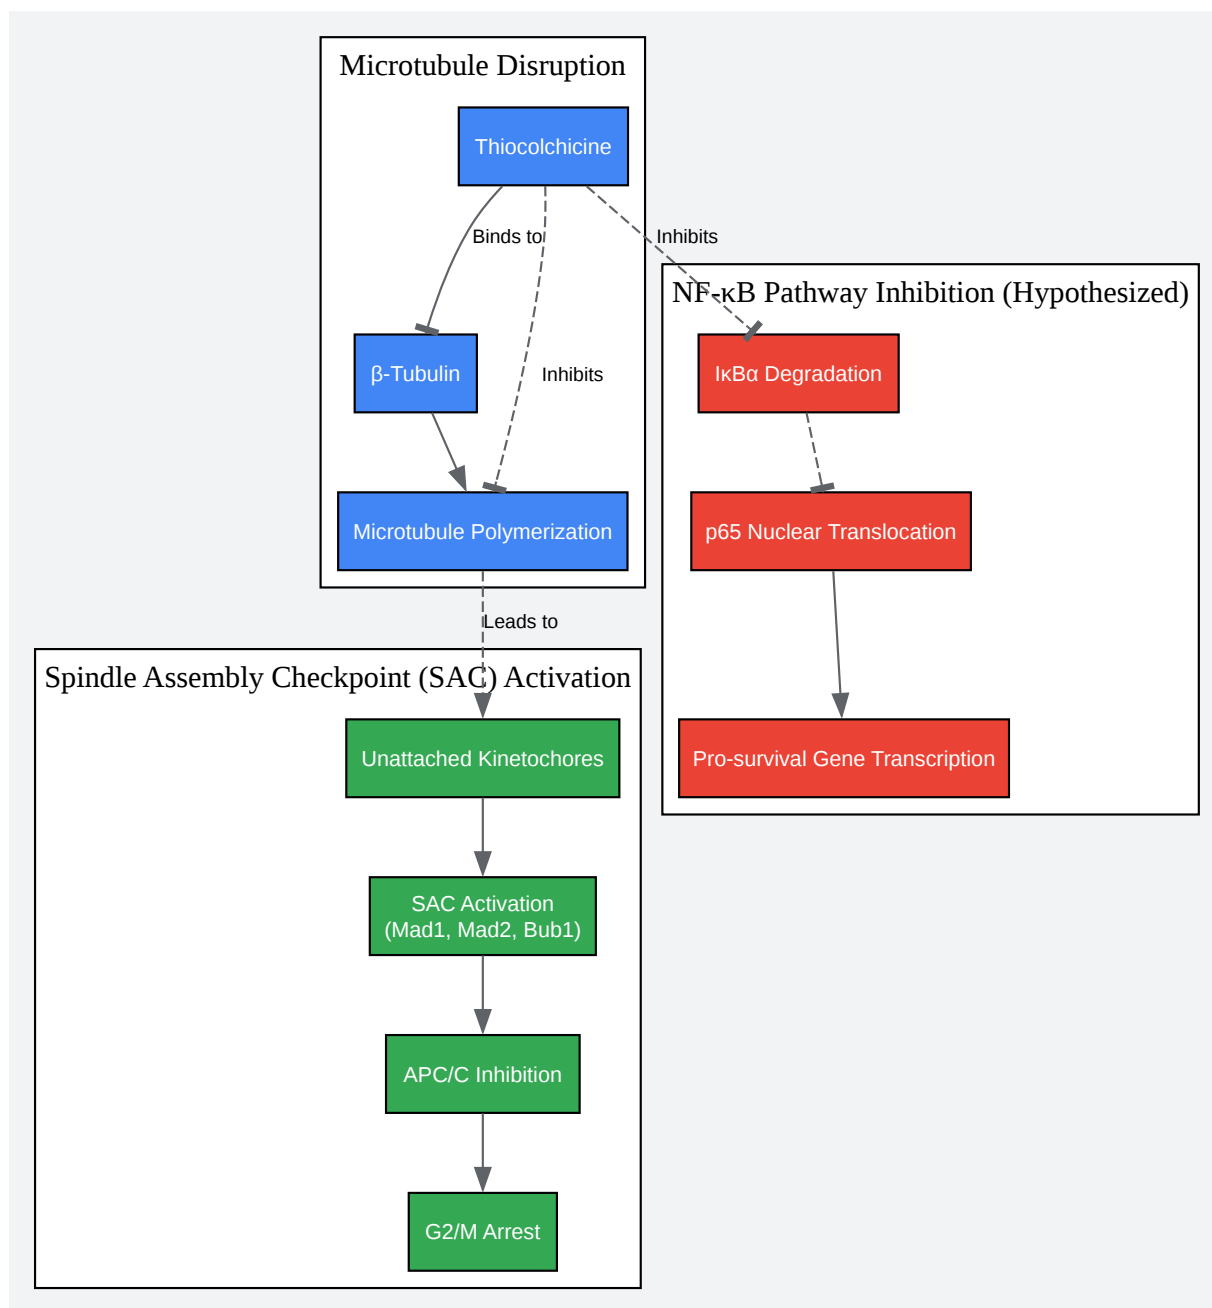 Microtubule Disruption
Thiocolchicine
Binds to
Inhibits
NF-κB Pathway Inhibition (Hypothesized)
β-Tubulin
Inhibits
IκBα Degradation
Microtubule Polymerization
p65 Nuclear Translocation
Leads to
Spindle Assembly Checkpoint (SAC) Activation
Unattached Kinetochores
Pro-survival Gene Transcription
SAC Activation
(Mad1, Mad2, Bub1)
APC/C Inhibition
G2/M Arrest